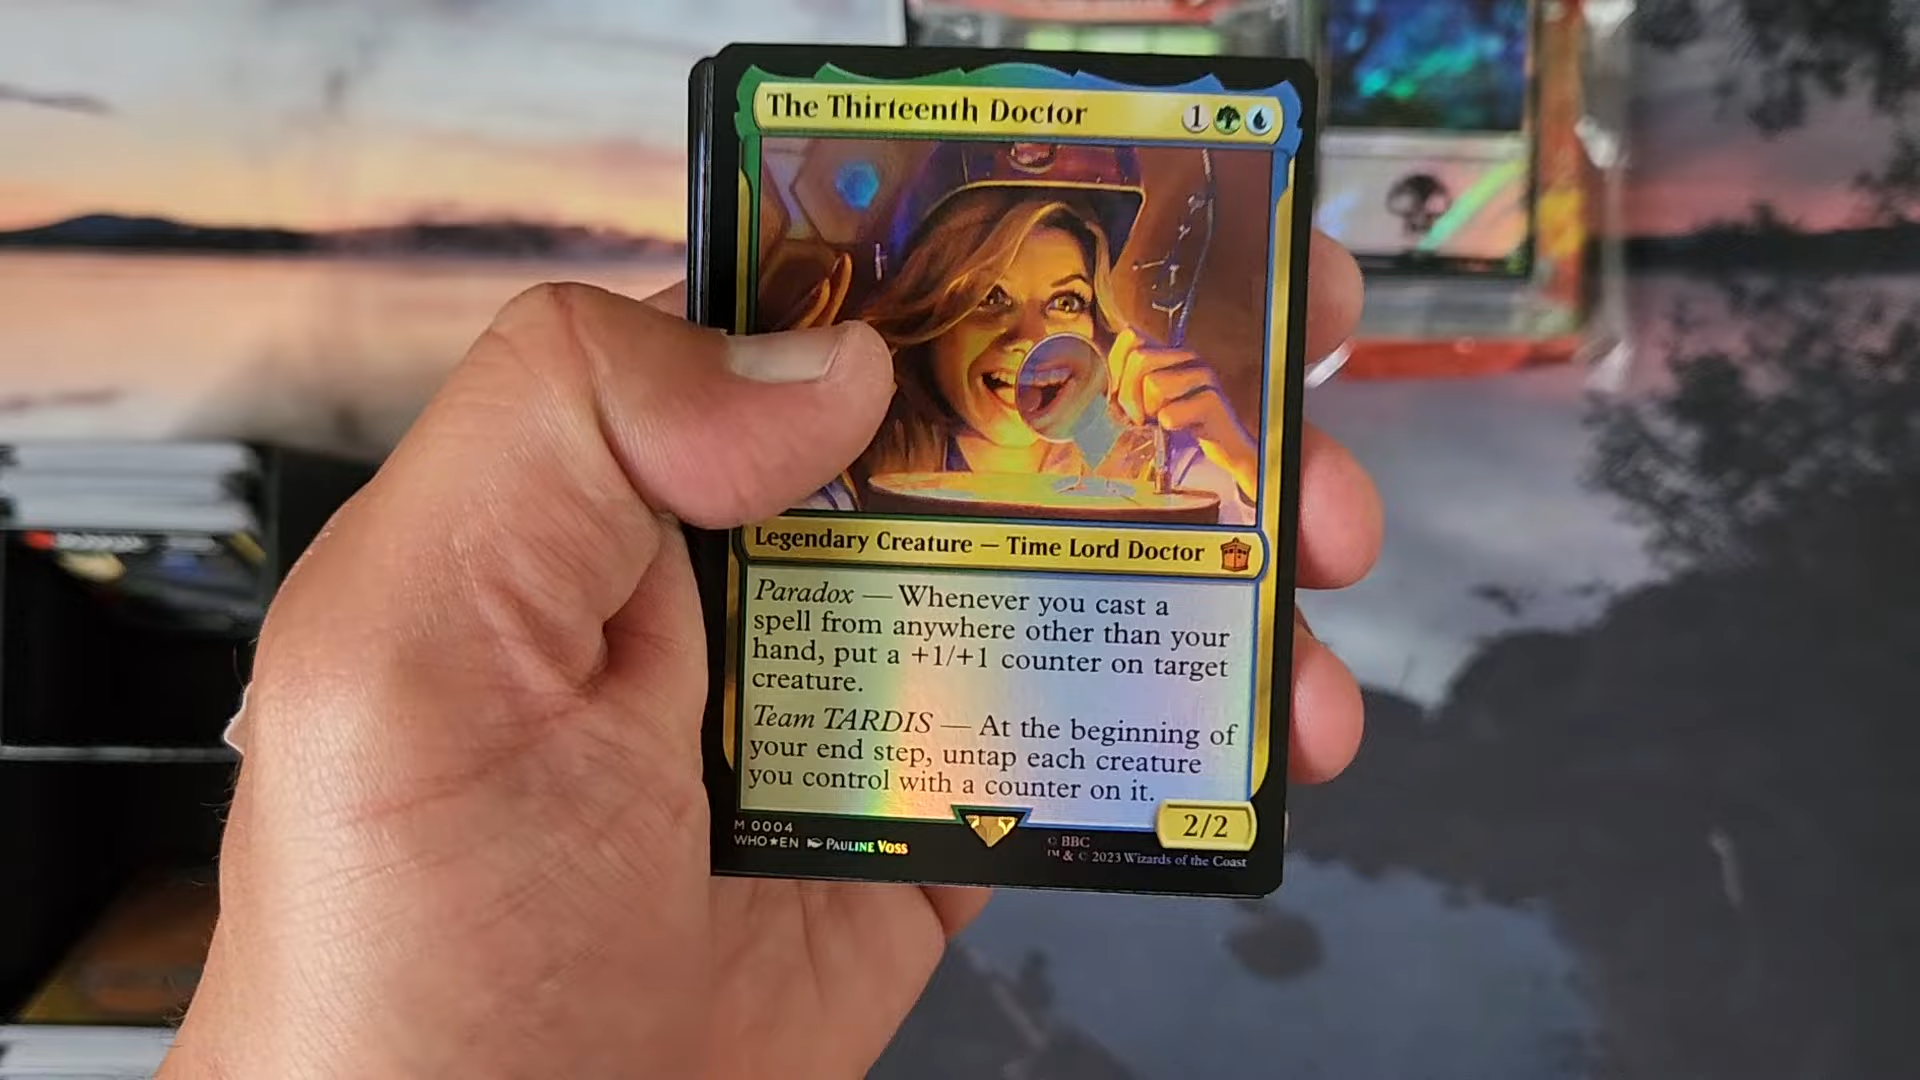 The Thirteenth Doctor 1
Legendary Creature — Time Lord Doctor
Paradox — Whenever you cast a
spell from anywhere other than your
hand, put a +1/+1 counter on target
creature.
Team TARDIS — At the beginning of
your end step, untap each creature
you control with a counter on it.
2/2
M 0004
WHO★EN PAULINE VOSS
© BBC
™ & © 2023 Wizards of the Coast